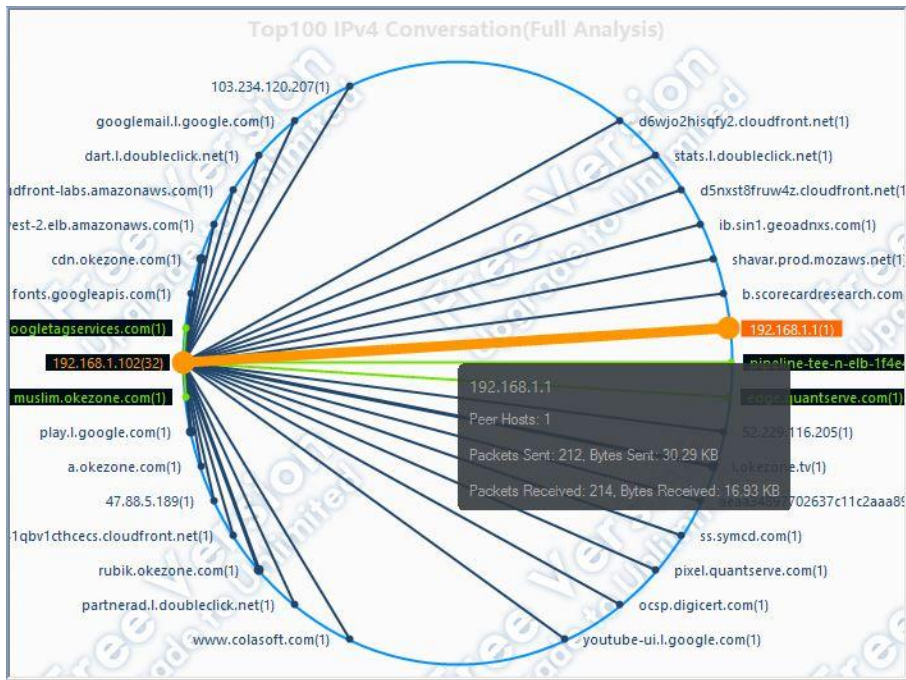 Top100 IPv4 Conversation(Full Analysis)
103.234.120.207(1)
googlemail.l.google.com(1)
dart.l.doubleclick.net(1)
udfront-labs.amazonaws.com(1)
vest-2.elb.amazonaws.com(1)
cdn.okezone.com(1)
fonts.googleapis.com(1)
oogletagservices.com(1)
192.168.1.102(32)
muslim.okezone.com(1)
play.l.google.com(1)
a.okezone.com(1)
47.88.5.189(1)
1qbv1cthcecs.cloudfront.net(1)
rubik.okezone.com(1)
partnerad.l.doubleclick.net(1)
www.colasoft.com(1)
d6wjo2hisqfy2.cloudfront.net(1)
stats.l.doubleclick.net(1)
d5nxst8fruw4z.cloudfront.net(1
ib.sin1.geoadnxs.com(1)
shavar.prod.mozaws.net(1)
b.scorecardresearch.com
192.168.1.1(1)
pipeline-tee-n-elb-1f4e
edge.quantserve.com(1)
52.229.116.205(1)
.okezone.tv(1)
ss.symcd.com(1)
pixel.quantserve.com(1)
ocsp.digicert.com(1)
youtube-ui.l.google.com(1)
192.168.1.1
Peer Hosts: 1
Packets Sent: 212, Bytes Sent: 30.29 KB
Packets Received: 214, Bytes Received: 16.93 KB
Free Version
Upgrade to Unlimited